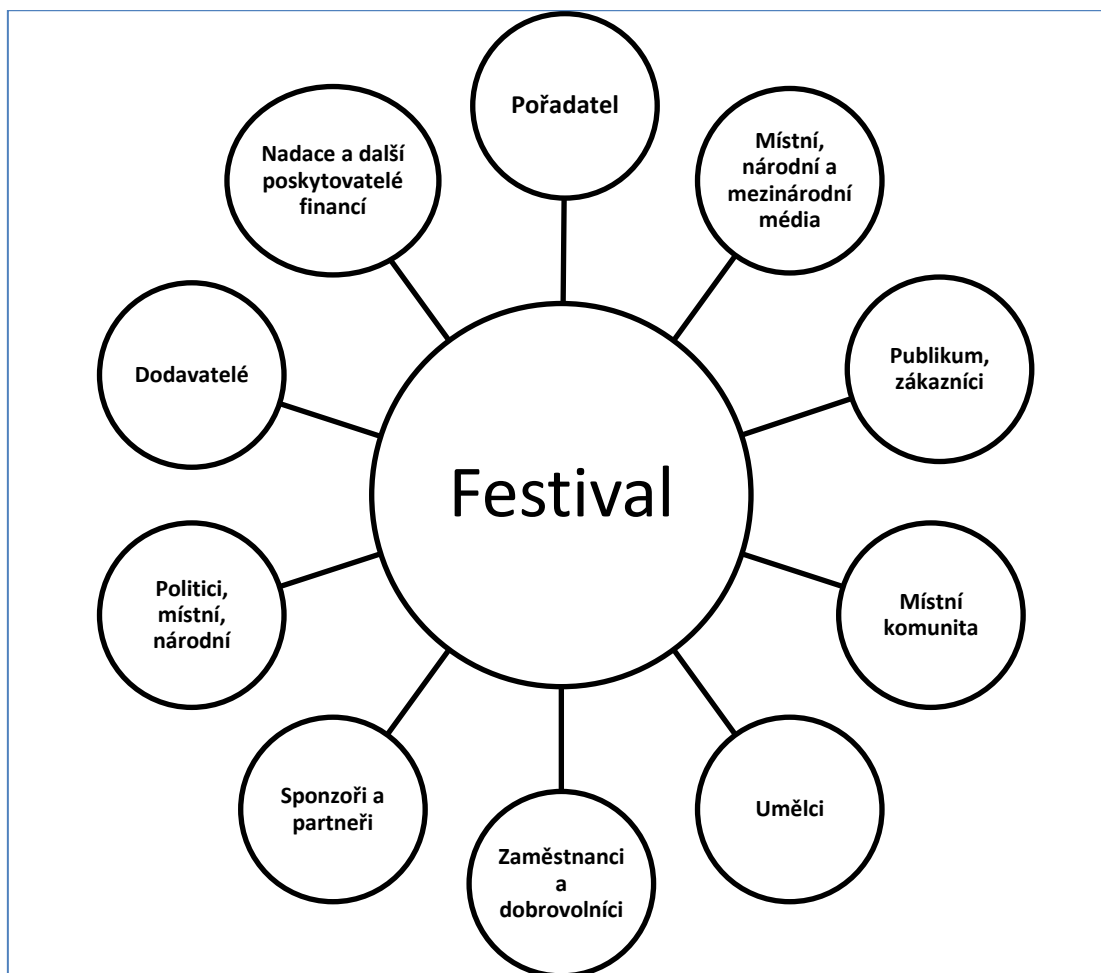 Pořadatel
Místní,
národní a
mezinárodní
média
Publikum,
zákazníci
Místní
komunita
Umělci
Zaměstnanci
a
dobrovolníci
Sponzoři a
partneři
Politici,
místní,
národní
Dodavatelé
Nadace a další
poskytovatelé
financí
Festival